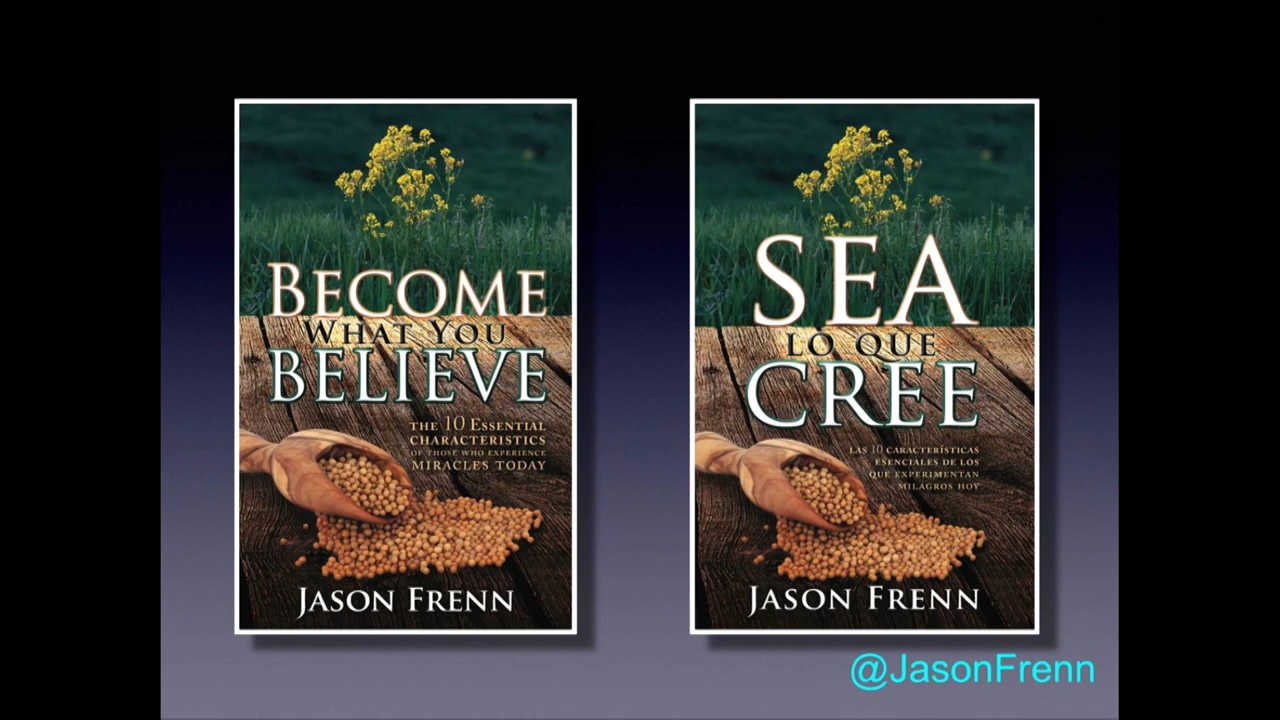 BECOME
WHAT YOU
BELIEVE
THE 10 ESSENTIAL
CHARACTERISTICS
OF THOSE WHO EXPERIENCE
MIRACLES TODAY
JASON FRENN
SEA
LO QUE
CREE
LAS 10 CARACTERÍSTICAS
ESENCIALES DE LOS
QUE EXPERIMENTAN
MILAGROS HOY
JASON FRENN
@JasonFrenn